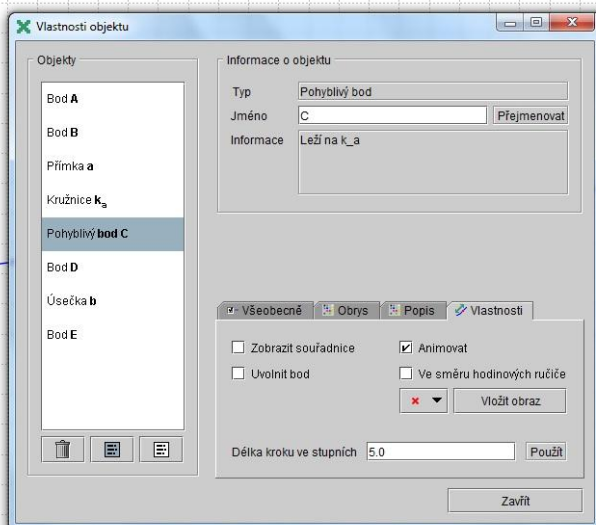 Vlastnosti objektu
Objekty
Bod A
Bod B
Přímka a
Kružnice k_a
Pohyblivý bod C
Bod D
Úsečka b
Bod E
Informace o objektu
Typ Pohyblivý bod
Jméno C Přejmenovat
Informace Leží na k_a
Všeobecně Obrys Popis Vlastnosti
Zobrazit souřadnice Animovat
Uvolnit bod Ve směru hodinových ručiče
Vložit obraz
Délka kroku ve stupních 5.0 Použít
Zavřít